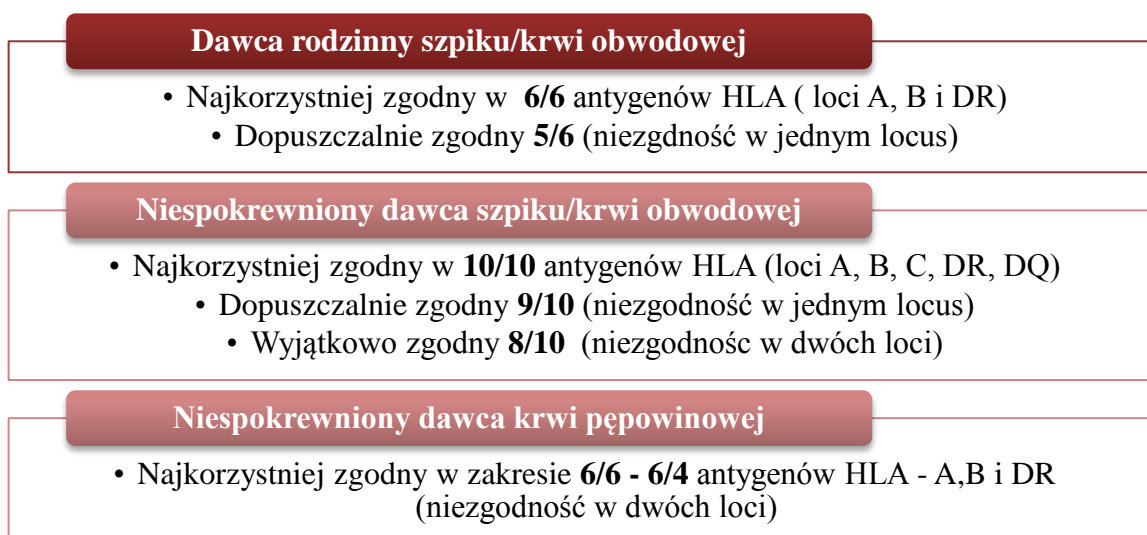 Dawca rodzinny szpiku/krwi obwodowej
• Najkorzystniej zgodny w 6/6 antygenów HLA ( loci A, B i DR)
• Dopuszczalnie zgodny 5/6 (niezgdność w jednym locus)
Niespokrewniony dawca szpiku/krwi obwodowej
• Najkorzystniej zgodny w 10/10 antygenów HLA (loci A, B, C, DR, DQ)
• Dopuszczalnie zgodny 9/10 (niezgodność w jednym locus)
• Wyjątkowo zgodny 8/10 (niezgodnośc w dwóch loci)
Niespokrewniony dawca krwi pępowinowej
• Najkorzystniej zgodny w zakresie 6/6 - 6/4 antygenów HLA - A,B i DR
(niezgodność w dwóch loci)